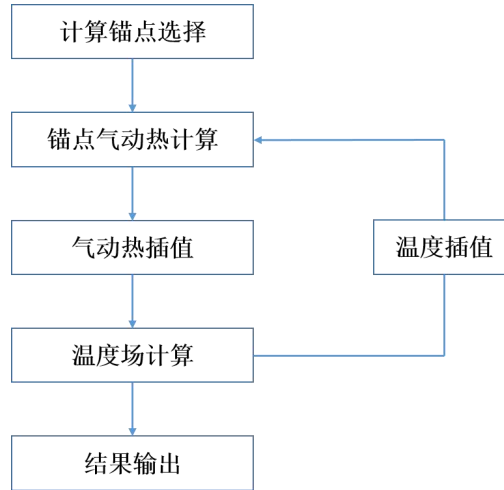 计算锚点选择
锚点气动热计算
气动热插值
温度插值
温度场计算
结果输出